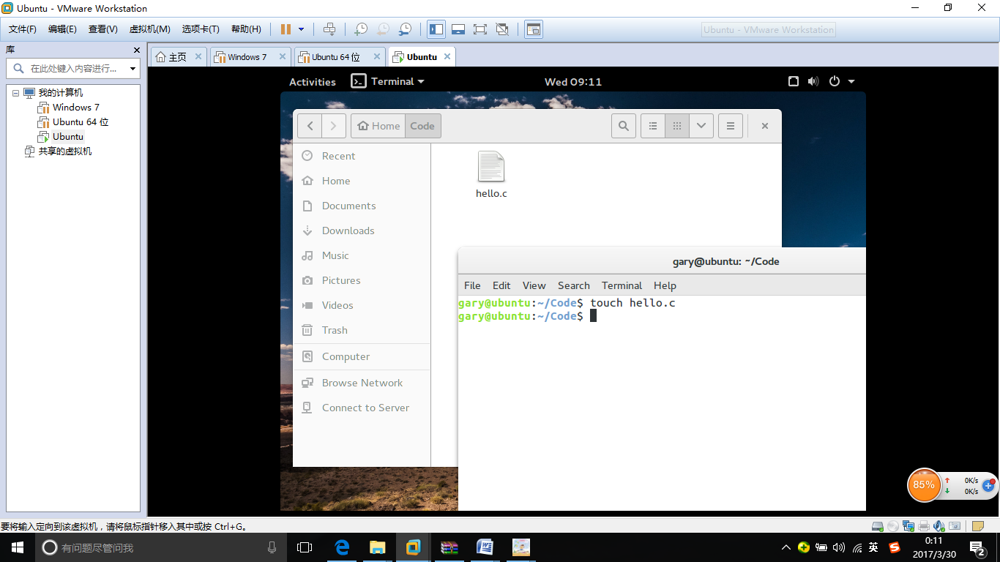 Ubuntu - VMware Workstation
文件(F) 编辑(E) 查看(V) 虚拟机(M) 选项卡(T) 帮助(H)
Ubuntu - VMware Workstation
库
在此处键入内容进行...
我的计算机
Windows 7
Ubuntu 64 位
Ubuntu
共享的虚拟机
主页 Windows 7 Ubuntu 64 位 Ubuntu
Activities Terminal Wed 09:11
Home Code
Recent
Home
Documents
Downloads
Music
Pictures
Videos
Trash
Computer
Browse Network
Connect to Server
hello.c
gary@ubuntu: ~/Code
File Edit View Search Terminal Help
gary@ubuntu:~/Code$ touch hello.c
gary@ubuntu:~/Code$
85%
0K/s
0K/s
要将输入定向到该虚拟机，请将鼠标指针移入其中或按 Ctrl+G。
有问题尽管问我
英
0:11
2017/3/30
2